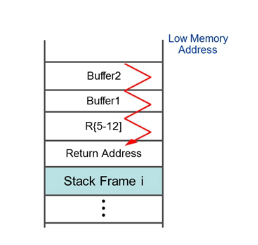 Low Memory
Address
Buffer2
Buffer1
R{5-12]
Return Address
Stack Frame i